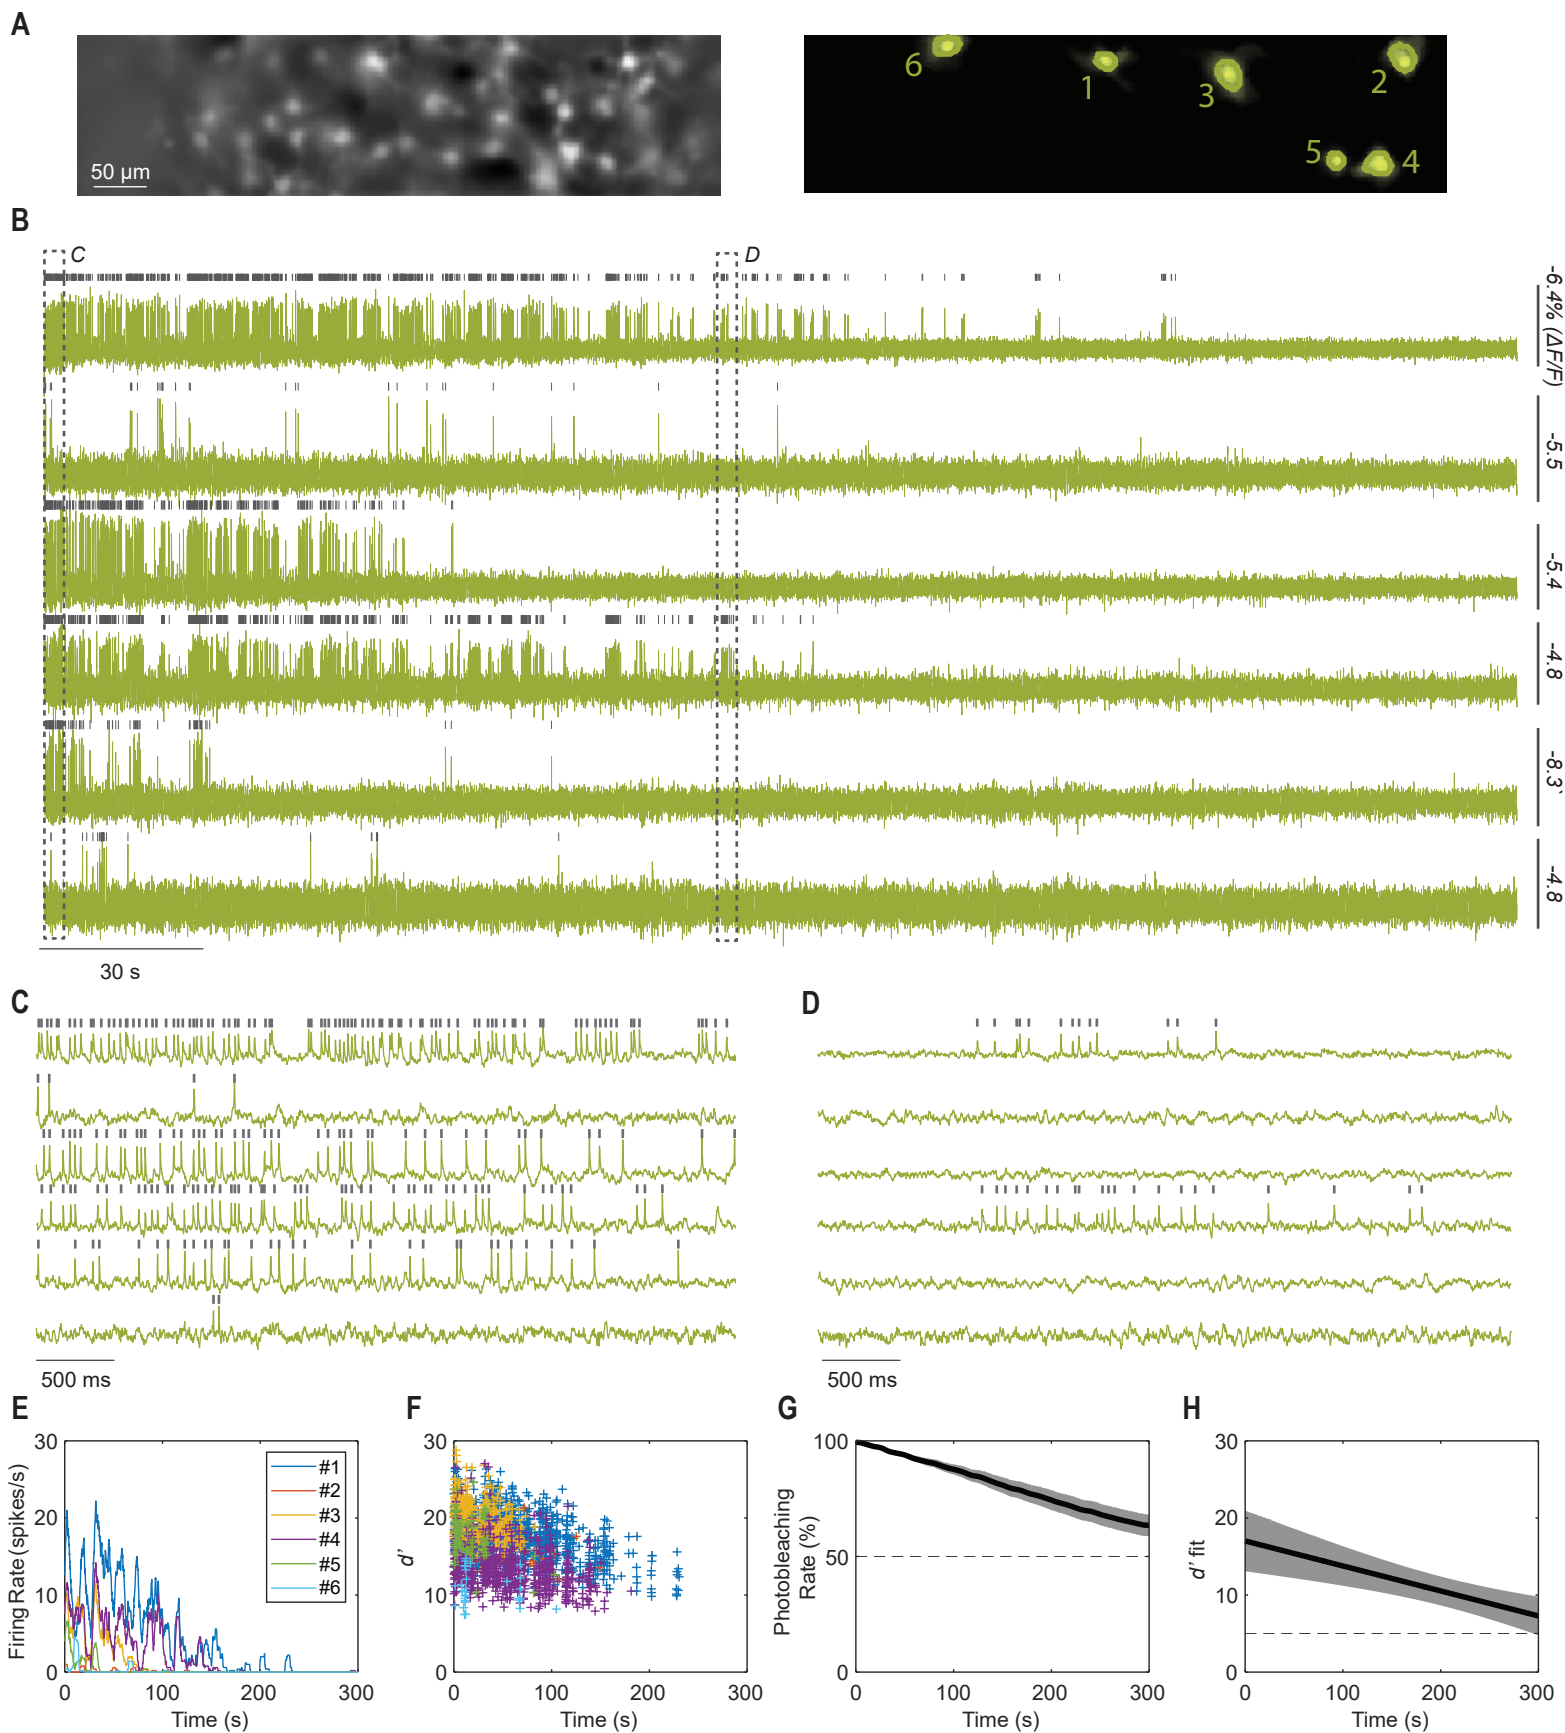 A
50 µm
6
1
3
2
5
4
B
C
D
-6.4% (ΔF/F)
-5.5
-5.4
-4.8
-8.3`
-4.8
30 s
C
D
500 ms
500 ms
E
F
G
H
Firing Rate (spikes/s)
30
20
10
0
0
100
200
300
Time (s)
#1
#2
#3
#4
#5
#6
d'
30
20
10
0
0
100
200
300
Time (s)
Photobleaching
Rate (%)
100
50
0
0
100
200
300
Time (s)
d' fit
30
20
10
0
0
100
200
300
Time (s)